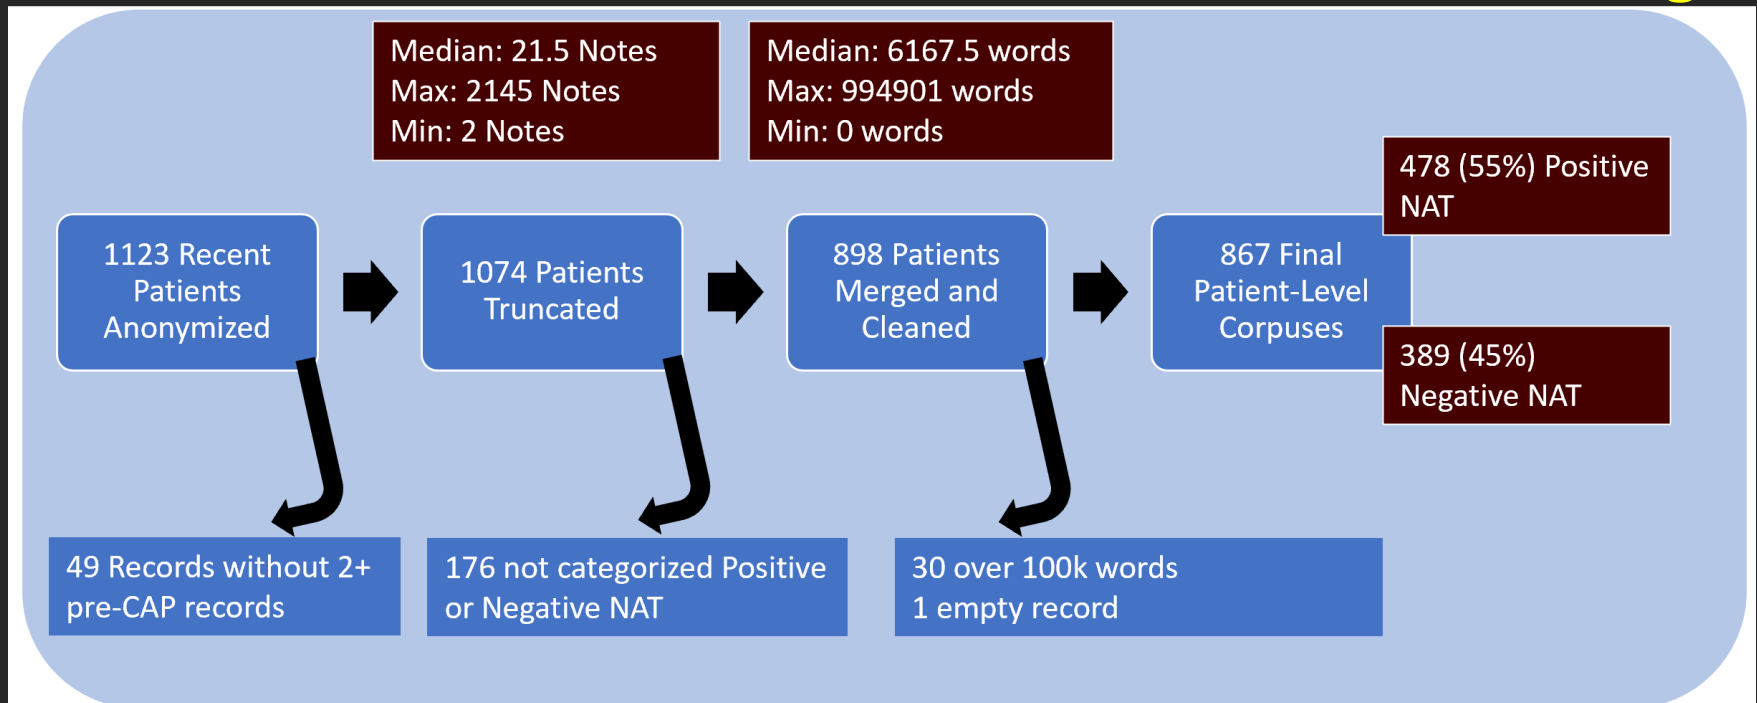 Median: 21.5 Notes
Max: 2145 Notes
Min: 2 Notes
Median: 6167.5 words
Max: 994901 words
Min: 0 words
478 (55%) Positive
NAT
1123 Recent
Patients
Anonymized
1074 Patients
Truncated
898 Patients
Merged and
Cleaned
867 Final
Patient-Level
Corpuses
389 (45%)
Negative NAT
49 Records without 2+
pre-CAP records
176 not categorized Positive
or Negative NAT
30 over 100k words
1 empty record